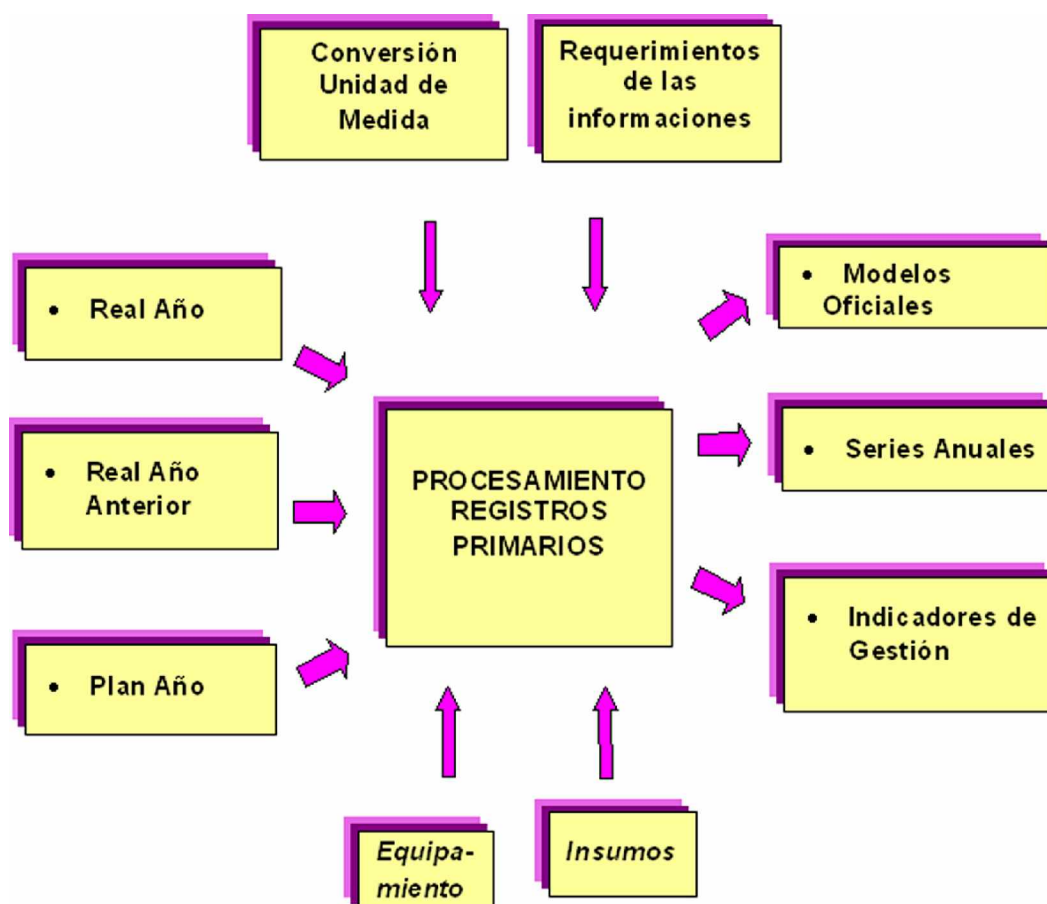 Conversión
Unidad de
Medida
Requerimientos
de las
informaciones
• Real Año
• Real Año
Anterior
• Plan Año
PROCESAMIENTO
REGISTROS
PRIMARIOS
• Modelos
Oficiales
• Series Anuales
• Indicadores de
Gestión
Equipa-
miento
Insumos